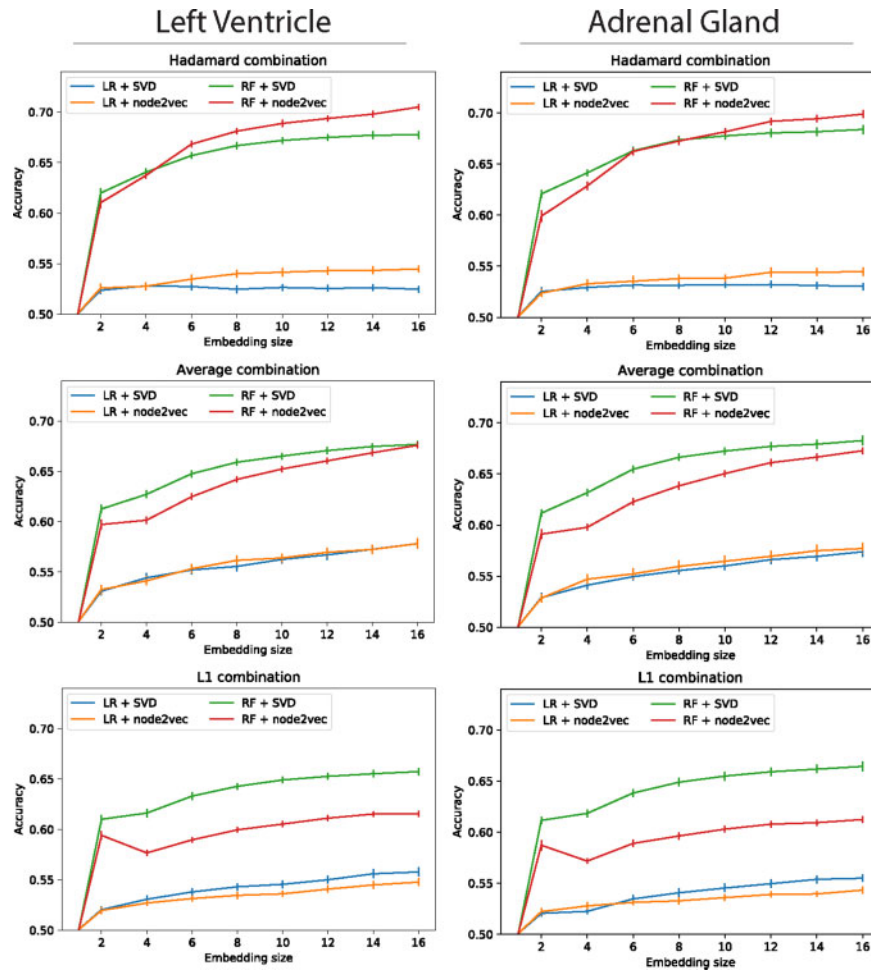 Left Ventricle
Adrenal Gland
Hadamard combination
LR + SVD
RF + SVD
LR + node2vec
RF + node2vec
0.70
0.65
0.60
0.55
0.50
Accuracy
2 4 6 8 10 12 14 16
Embedding size
Hadamard combination
LR + SVD
RF + SVD
LR + node2vec
RF + node2vec
0.70
0.65
0.60
0.55
0.50
Accuracy
2 4 6 8 10 12 14 16
Embedding size
Average combination
LR + SVD
RF + SVD
LR + node2vec
RF + node2vec
0.70
0.65
0.60
0.55
0.50
Accuracy
2 4 6 8 10 12 14 16
Embedding size
Average combination
LR + SVD
RF + SVD
LR + node2vec
RF + node2vec
0.70
0.65
0.60
0.55
0.50
Accuracy
2 4 6 8 10 12 14 16
Embedding size
L1 combination
LR + SVD
RF + SVD
LR + node2vec
RF + node2vec
0.70
0.65
0.60
0.55
0.50
Accuracy
2 4 6 8 10 12 14 16
Embedding size
L1 combination
LR + SVD
RF + SVD
LR + node2vec
RF + node2vec
0.70
0.65
0.60
0.55
0.50
Accuracy
2 4 6 8 10 12 14 16
Embedding size